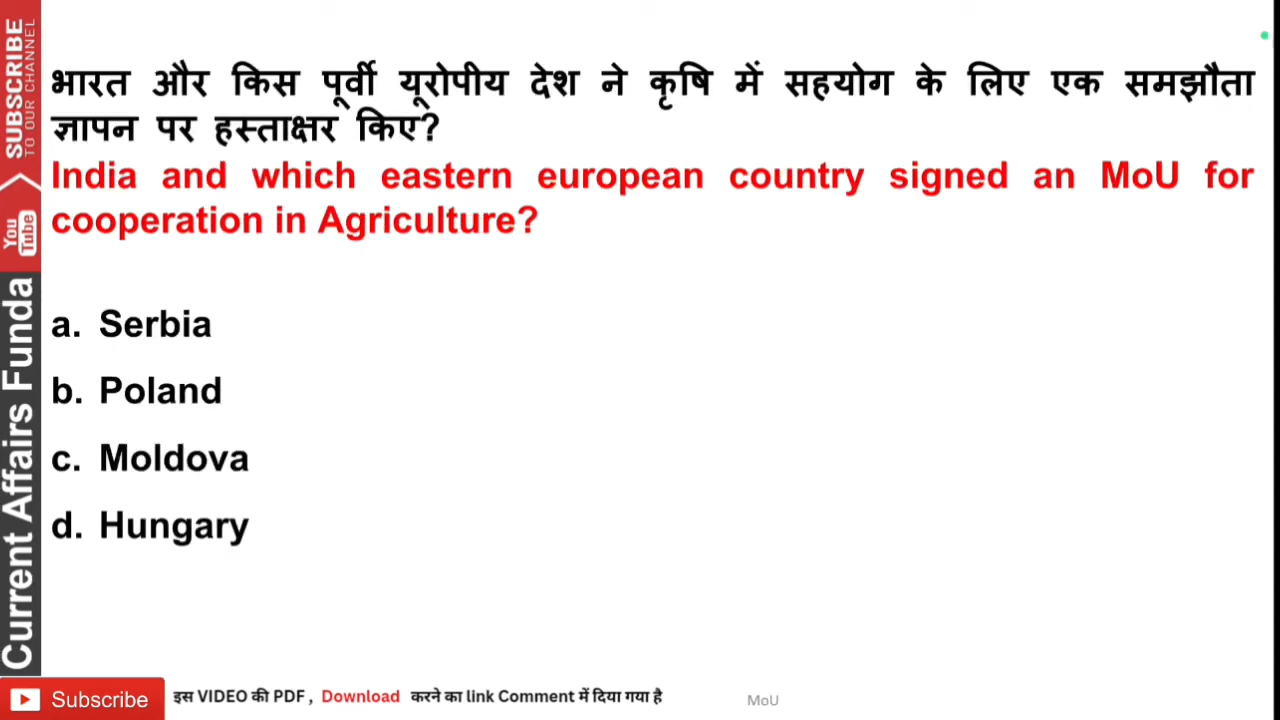 भारत और किस पूर्वी यूरोपीय देश ने कृषि में सहयोग के लिए एक समझौता
ज्ञापन पर हस्ताक्षर किए?
India and which eastern european country signed an MoU for
cooperation in Agriculture?
a. Serbia
b. Poland
c. Moldova
d. Hungary
SUBSCRIBE
TO OUR CHANNEL
You
Tube
Current Affairs Funda
Subscribe
इस VIDEO की PDF , Download करने का link Comment में दिया गया है
MoU